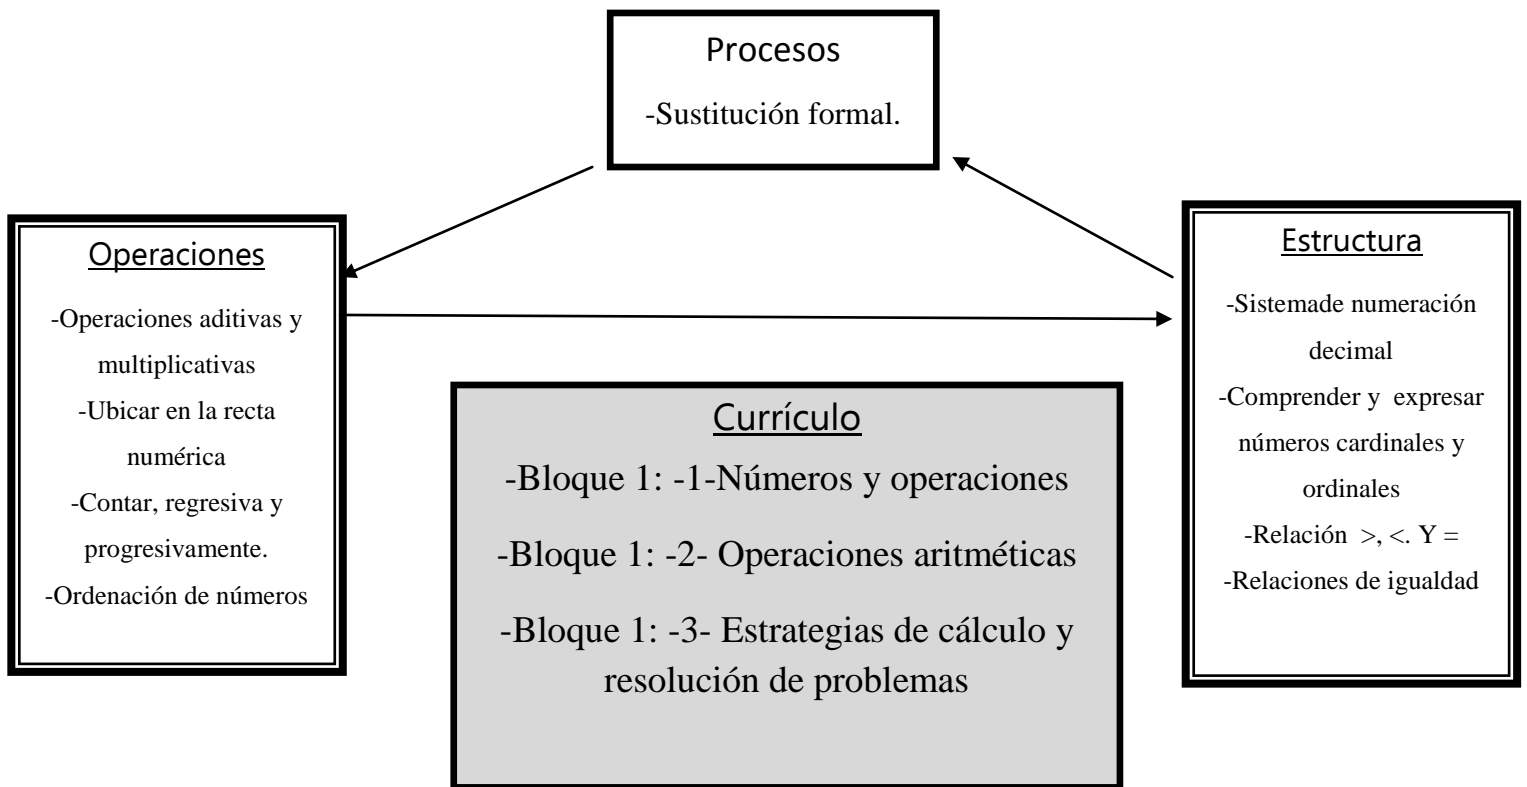 Procesos
-Sustitución formal.
Operaciones
-Operaciones aditivas y
multiplicativas
-Ubicar en la recta
numérica
-Contar, regresiva y
progresivamente.
-Ordenación de números
Estructura
-Sistemade numeración
decimal
-Comprender y expresar
números cardinales y
ordinales
-Relación >, <. Y =
-Relaciones de igualdad
Currículo
-Bloque 1: -1-Números y operaciones
-Bloque 1: -2- Operaciones aritméticas
-Bloque 1: -3- Estrategias de cálculo y
resolución de problemas